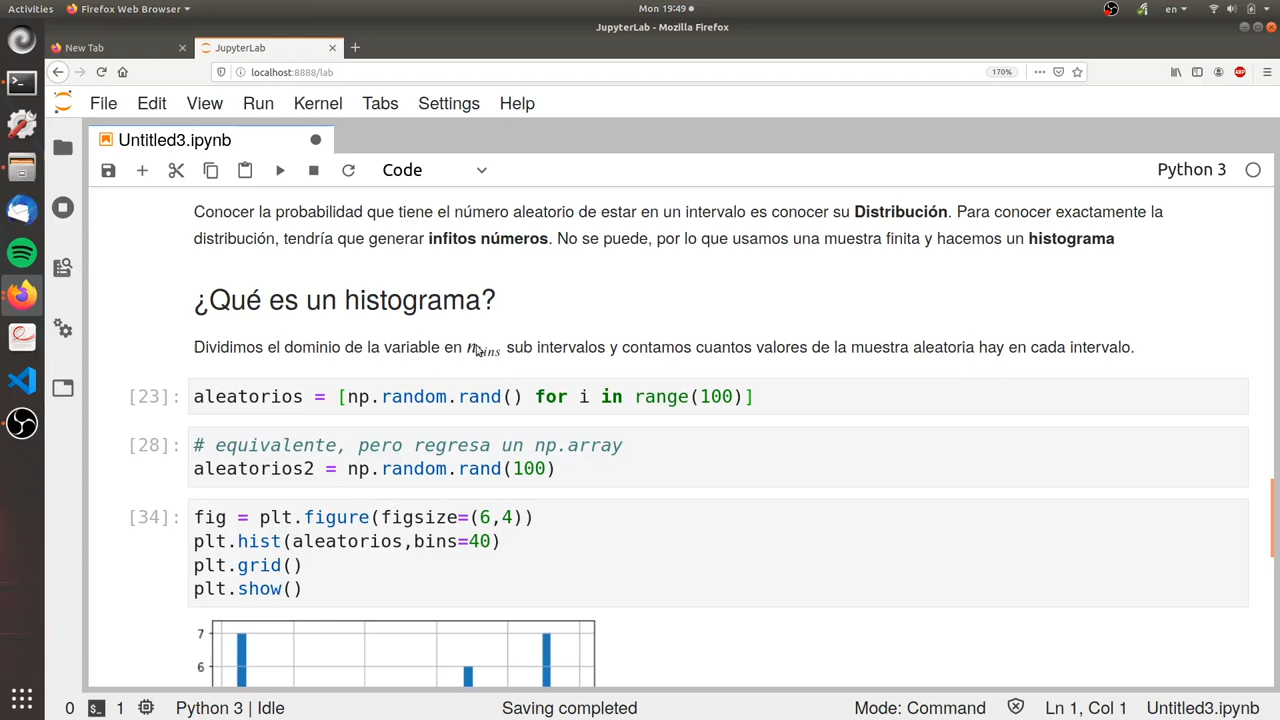 Activities Firefox Web Browser Mon 19:49 en
JupyterLab - Mozilla Firefox
New Tab JupyterLab
localhost:8888/lab 170% ABP
File Edit View Run Kernel Tabs Settings Help
Untitled3.ipynb
Code Python 3
Conocer la probabilidad que tiene el número aleatorio de estar en un intervalo es conocer su Distribución. Para conocer exactamente la
distribución, tendría que generar infitos números. No se puede, por lo que usamos una muestra finita y hacemos un histograma
¿Qué es un histograma?
Dividimos el dominio de la variable en n_bins sub intervalos y contamos cuantos valores de la muestra aleatoria hay en cada intervalo.
[23]: aleatorios = [np.random.rand() for i in range(100)]
[28]: # equivalente, pero regresa un np.array
aleatorios2 = np.random.rand(100)
[34]: fig = plt.figure(figsize=(6,4))
plt.hist(aleatorios,bins=40)
plt.grid()
plt.show()
7
6
0 1 Python 3 | Idle Saving completed Mode: Command Ln 1, Col 1 Untitled3.ipynb